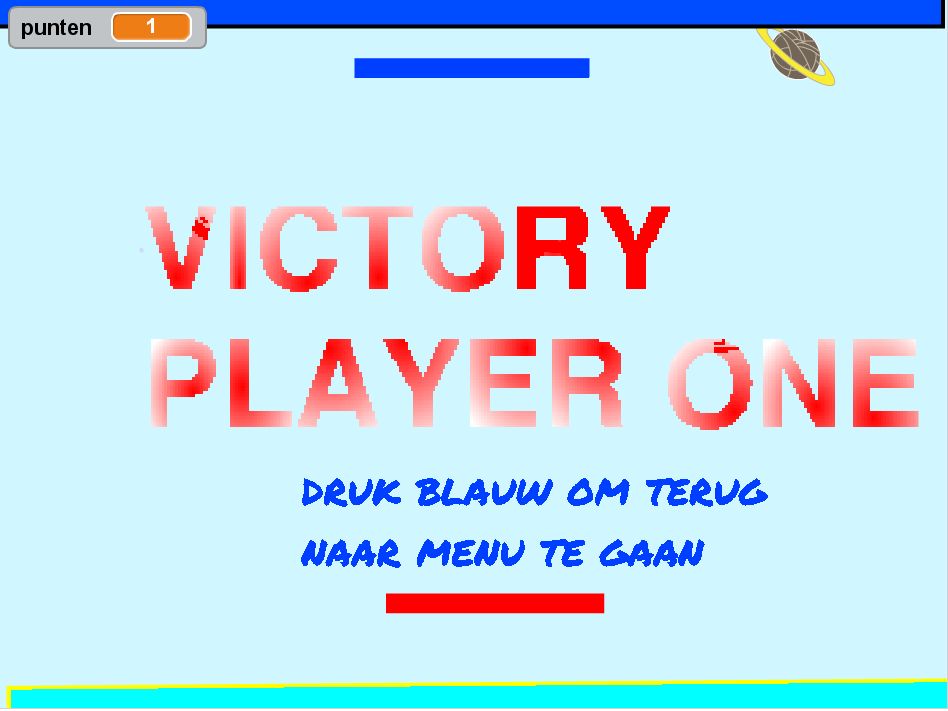 punten 1
VICTORY
PLAYER ONE
DRUK BLAUW OM TERUG
NAAR MENU TE GAAN